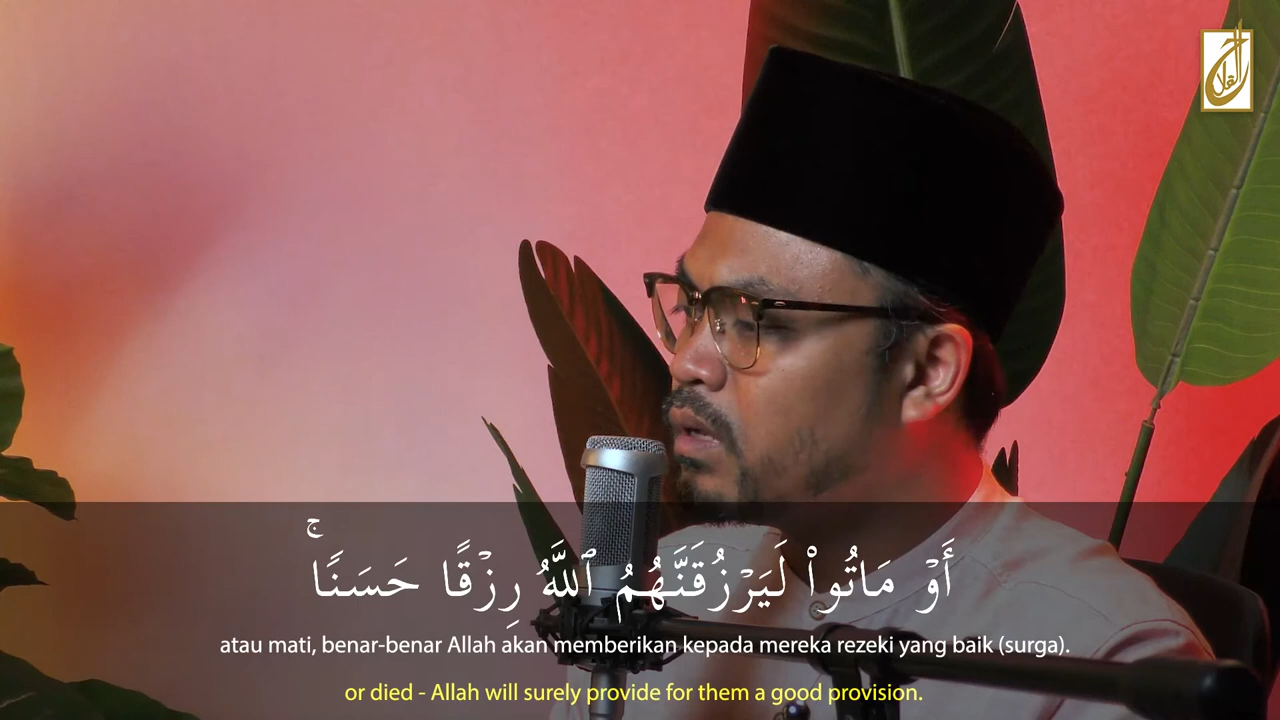 الفلاح
أَوْ مَاتُوا۟ لَيَرْزُقَنَّهُمُ ٱللَّهُ رِزْقًا حَسَنًا ۚ
atau mati, benar-benar Allah akan memberikan kepada mereka rezeki yang baik (surga).
or died - Allah will surely provide for them a good provision.